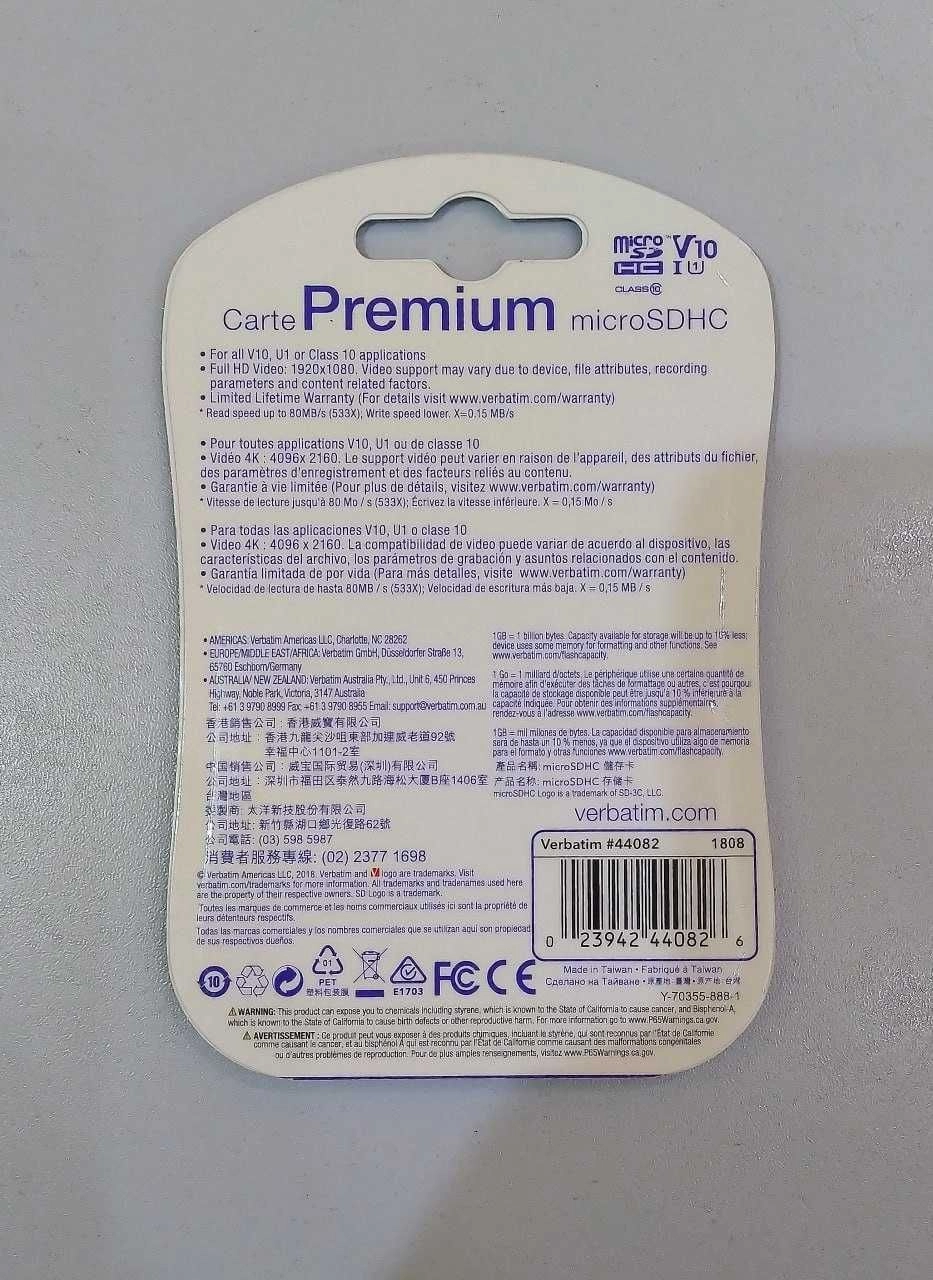 micro SD HC V10 I U1
CLASS 10
Carte Premium microSDHC
• For all V10, U1 or Class 10 applications
• Full HD Video: 1920x1080. Video support may vary due to device, file attributes, recording
parameters and content related factors.
• Limited Lifetime Warranty (For details visit www.verbatim.com/warranty)
* Read speed up to 80MB/s (533X); Write speed lower. X=0.15 MB/s
• Pour toutes applications V10, U1 ou de classe 10
• Vidéo 4K : 4096x 2160. Le support vidéo peut varier en raison de l'appareil, des attributs du fichier,
des paramètres d'enregistrement et des facteurs reliés au contenu.
• Garantie à vie limitée (Pour plus de détails, visitez www.verbatim.com/warranty)
* Vitesse de lecture jusqu'à 80 Mo / s (533X); Écrivez la vitesse inférieure. X = 0,15 Mo / s
• Para todas las aplicaciones V10, U1 o clase 10
• Video 4K : 4096 x 2160. La compatibilidad de video puede variar de acuerdo al dispositivo, las
características del archivo, los parámetros de grabación y asuntos relacionados con el contenido.
• Garantía limitada de por vida (Para más detalles, visite www.verbatim.com/warranty)
* Velocidad de lectura de hasta 80MB / s (533X); Velocidad de escritura más baja. X = 0,15 MB / s
• AMERICAS: Verbatim Americas LLC, Charlotte, NC 28262
• EUROPE/MIDDLE EAST/AFRICA: Verbatim GmbH, Düsseldorfer Straße 13,
65760 Eschborn/Germany
• AUSTRALIA/ NEW ZEALAND: Verbatim Australia Pty., Ltd., Unit 6, 450 Princes
Highway, Noble Park, Victoria, 3147 Australia
Tel: +61 3 9790 8999 Fax: +61 3 9790 8955 Email: support@verbatim.com.au
香港銷售公司：香港威寶有限公司
公司地址：香港九龍尖沙咀東部加連威老道92號
幸福中心1101-2室
中国销售公司：威宝国际贸易(深圳)有限公司
公司地址：深圳市福田区泰然九路海松大厦B座1406室
台灣地區
製製商: 太洋新技股份有限公司
公司地址: 新竹縣湖口鄉光復路62號
公司電話: (03) 598 5987
消費者服務專線: (02) 2377 1698
© Verbatim Americas LLC, 2018. Verbatim and V logo are trademarks. Visit
verbatim.com/trademarks for more information. All trademarks and tradenames used here
are the property of their respective owners. SD Logo is a trademark.
Toutes les marques de commerce et les noms commerciaux utilisés ici sont la propriété de
leurs détenteurs respectifs.
Todas las marcas comerciales y los nombres comerciales que se utilizan aquí son propiedad
de sus respectivos dueños.
1GB = 1 billion bytes. Capacity available for storage will be up to 10% less;
device uses some memory for formatting and other functions. See
www.verbatim.com/flashcapacity.
1 Go = 1 milliard d/octets. Le périphérique utilise une certaine quantité de
mémoire afin d'exécuter des tâches de formattage ou autres, c'est pourquoi
la capacité de stockage disponible peut être jusqu'à 10 % inférieure à la
capacité indiquée. Pour obtenir des informations supplémentaires,
rendez-vous à l'adresse www.verbatim.com/flashcapacity.
1GB = mil millones de bytes. La capacidad disponible para almacenamiento
será de hasta un 10 % menos, ya que el dispositivo utiliza algo de memoria
para el formato y otras funciones www.verbatim.com/flashcapacity.
產品名稱: microSDHC 儲存卡
产品名称: microSDHC 存储卡
microSDHC Logo is a trademark of SD-3C, LLC.
verbatim.com
Verbatim #44082 1808
0 23942 44082 6
10
01
PET
塑料包装膜
E1703
FC CE
Made in Taiwan • Fabriqué à Taiwan
Сделано на Тайване • 原產地: 臺灣 • 原产地: 台灣
Y-70355-888-1
WARNING: This product can expose you to chemicals including styrene, which is known to the State of California to cause cancer, and Bisphenol-A,
which is known to the State of California to cause birth defects or other reproductive harm. For more information go to www.P65Warnings.ca.gov.
AVERTISSEMENT : Ce produit peut vous exposer à des produits chimiques, incluant le styrène, qui sont reconnus par l'État de Californie
comme causant le cancer, et au bisphénol A qui est reconnu par l'État de Californie comme causant des malformations congénitales
ou d'autres problèmes de reproduction. Pour de plus amples renseignements, visitez www.P65Warnings.ca.gov.